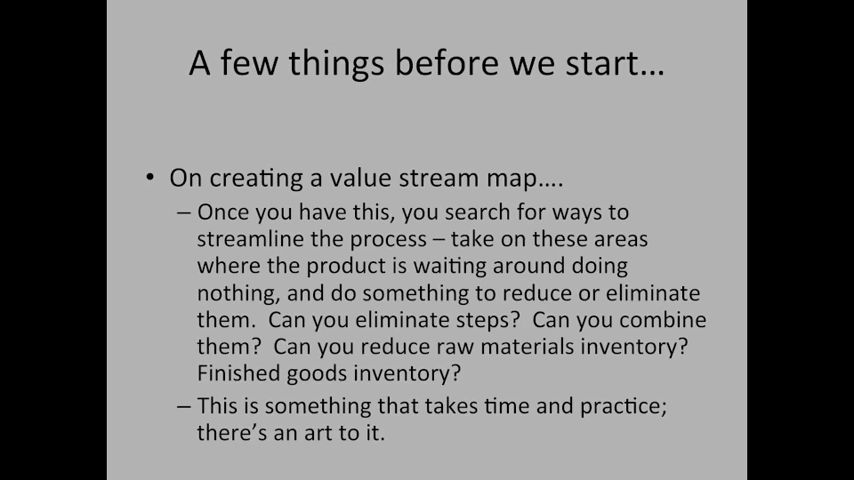 A few things before we start...
• On creating a value stream map....
– Once you have this, you search for ways to
streamline the process – take on these areas
where the product is waiting around doing
nothing, and do something to reduce or eliminate
them. Can you eliminate steps? Can you combine
them? Can you reduce raw materials inventory?
Finished goods inventory?
– This is something that takes time and practice;
there's an art to it.